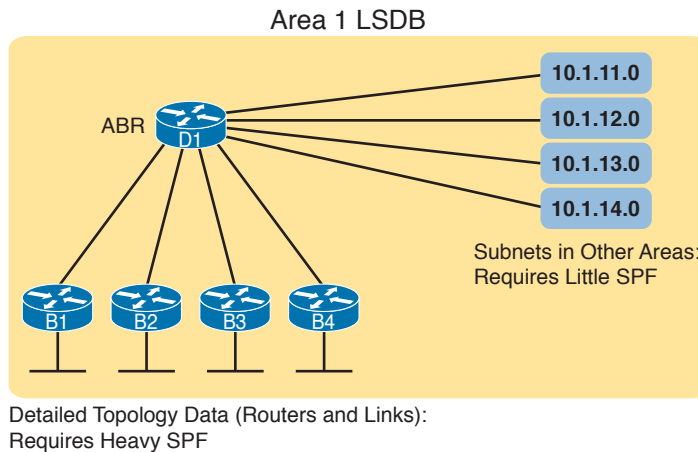 Area 1 LSDB
ABR
D1
10.1.11.0
10.1.12.0
10.1.13.0
10.1.14.0
Subnets in Other Areas:
Requires Little SPF
B1
B2
B3
B4
Detailed Topology Data (Routers and Links):
Requires Heavy SPF